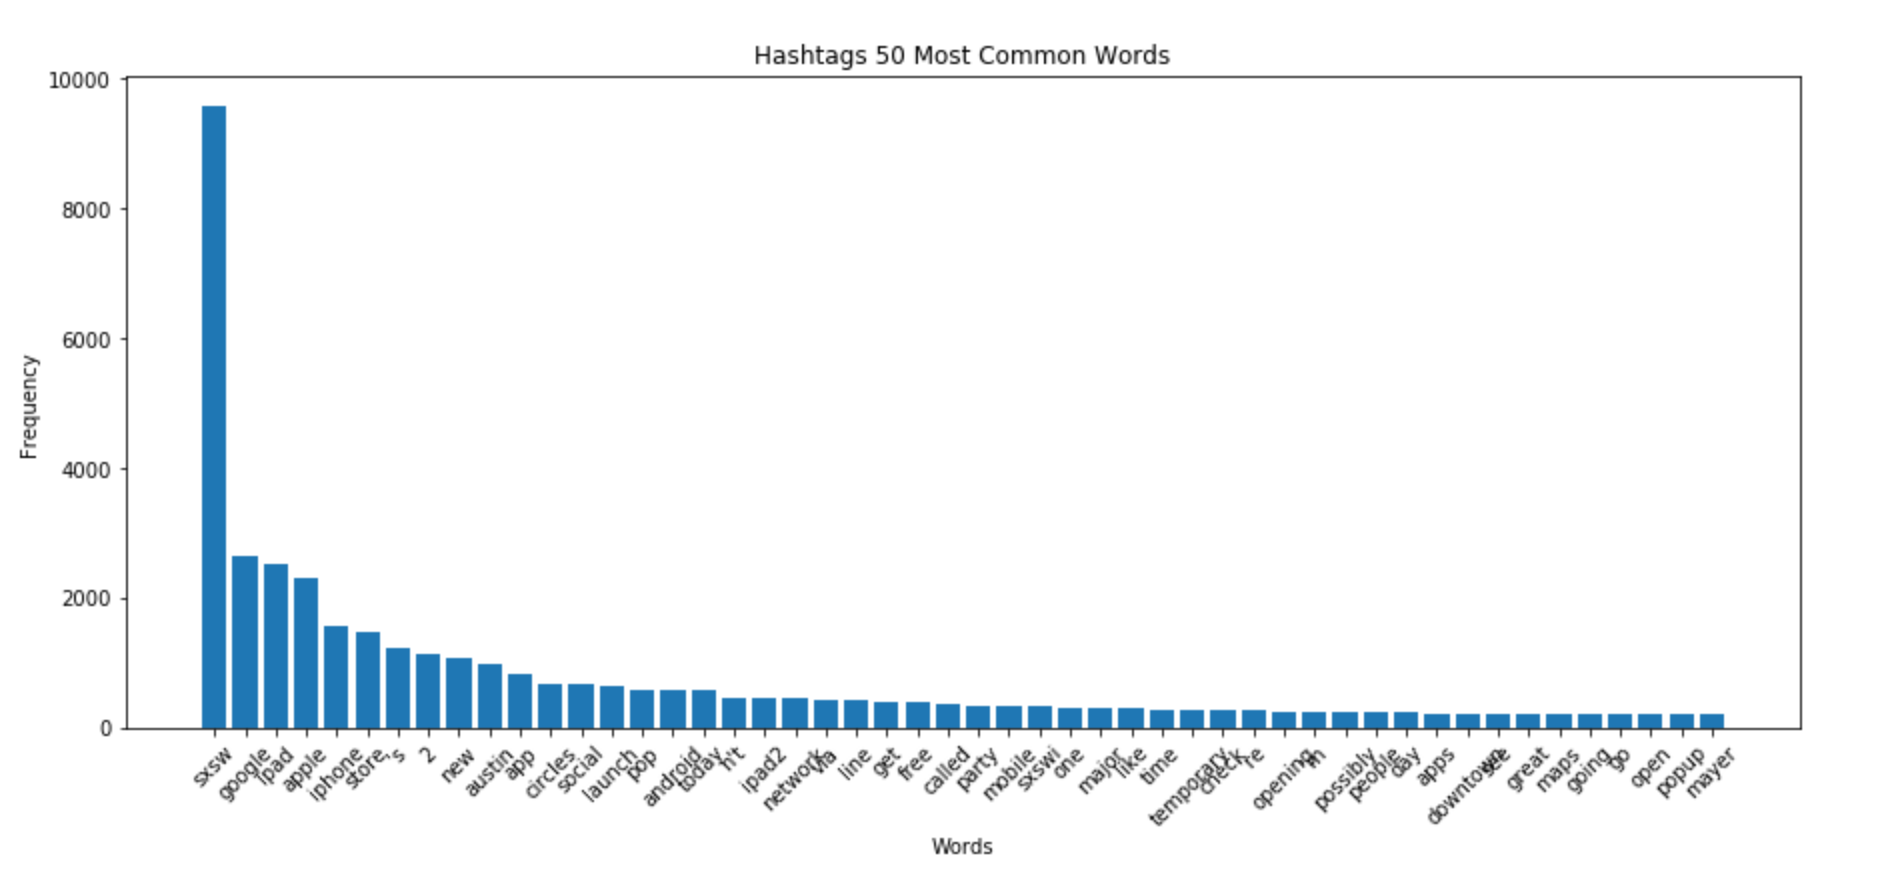 Hashtags 50 Most Common Words
Frequency
10000
8000
6000
4000
2000
0
sxsw
google
ipad
apple
iphone
store
's
2
new
austin
app
circles
social
launch
pop
android
today
n't
ipad2
network
via
line
get
free
called
party
mobile
sxswi
one
major
like
time
temporary
check
're
opening
'm
possibly
people
day
apps
downtown
see
great
maps
going
go
open
popup
mayer
Words